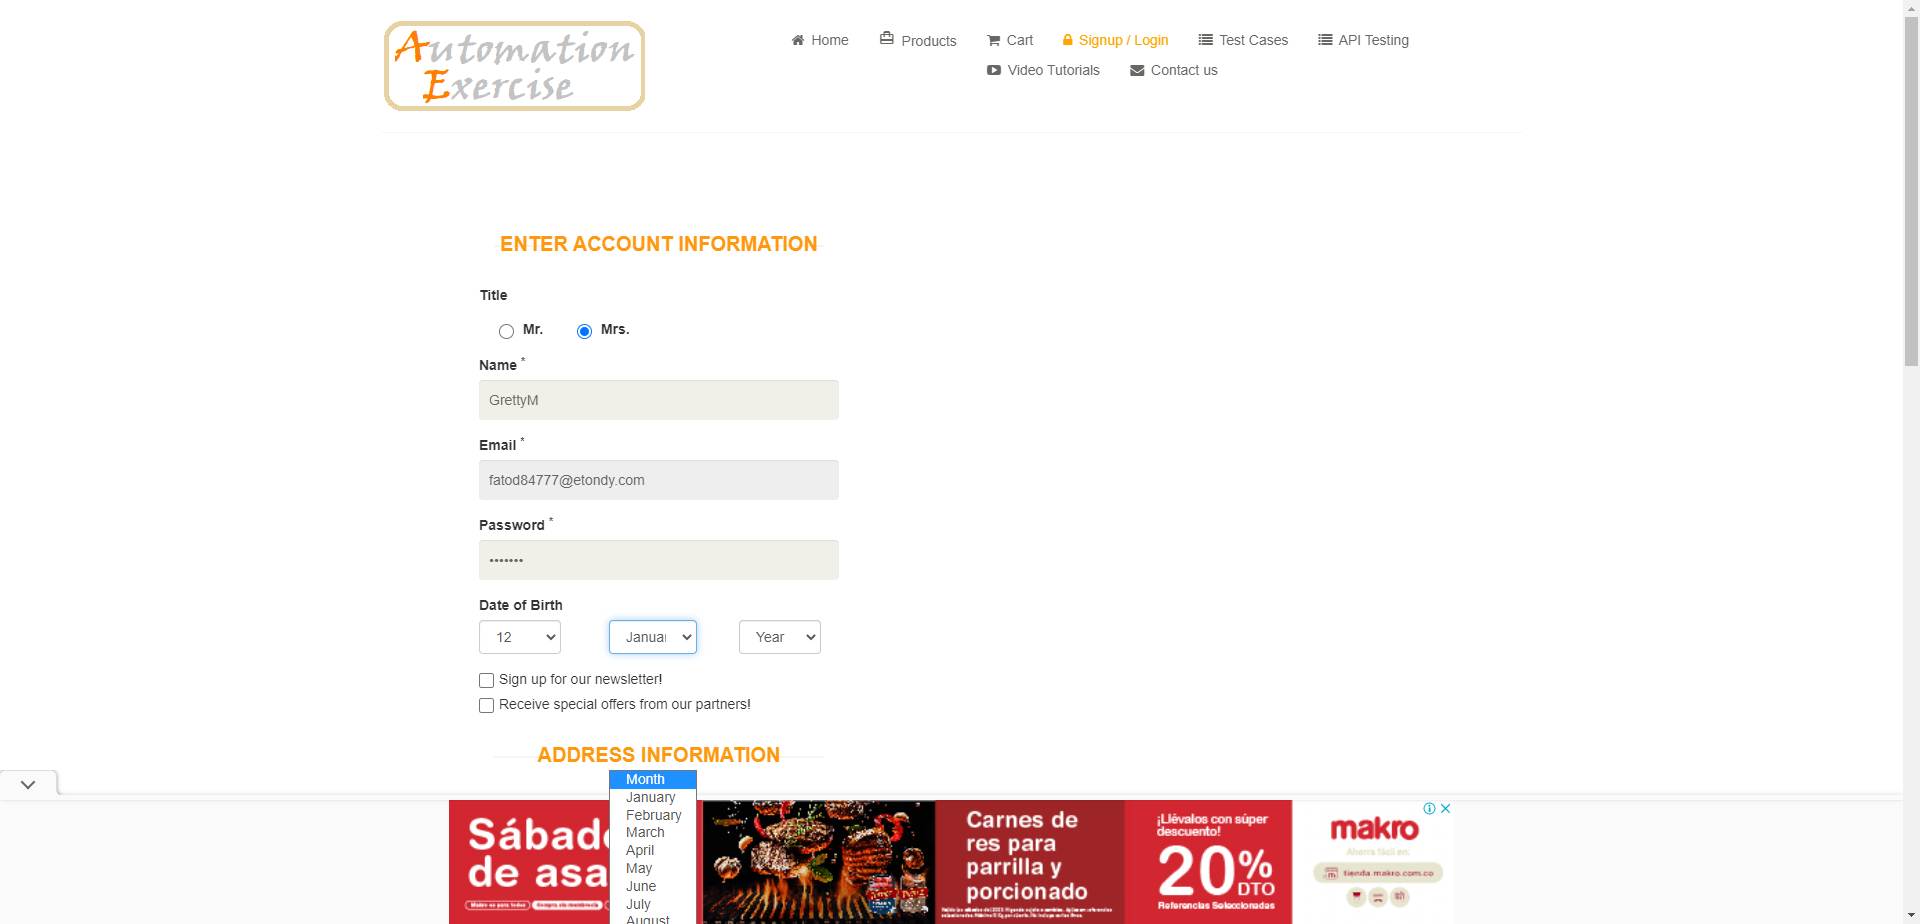 Automation
Exercise
Home
Products
Cart
Signup / Login
Test Cases
API Testing
Video Tutorials
Contact us
ENTER ACCOUNT INFORMATION
Title
Mr.
Mrs.
Name *
GrettyM
Email *
fatod84777@etondy.com
Password *
•••••••
Date of Birth
12
Januar
Year
Sign up for our newsletter!
Receive special offers from our partners!
ADDRESS INFORMATION
Month
January
February
March
April
May
June
July
August
Sábado
de asa
Carnes de
res para
parrilla y
porcionado
¡Llévalos con súper
descuento!
20%
DTO
Referencias Seleccionadas
makro
Ahorra fácil en:
tienda.makro.com.co